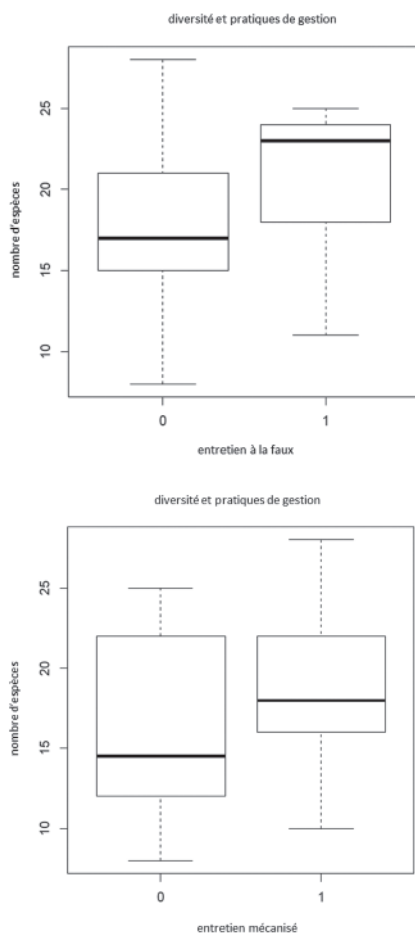 diversité et pratiques de gestion
nombre d'espèces
25
20
15
10
0 1
entretien à la faux
diversité et pratiques de gestion
nombre d'espèces
25
20
15
10
0 1
entretien mécanisé